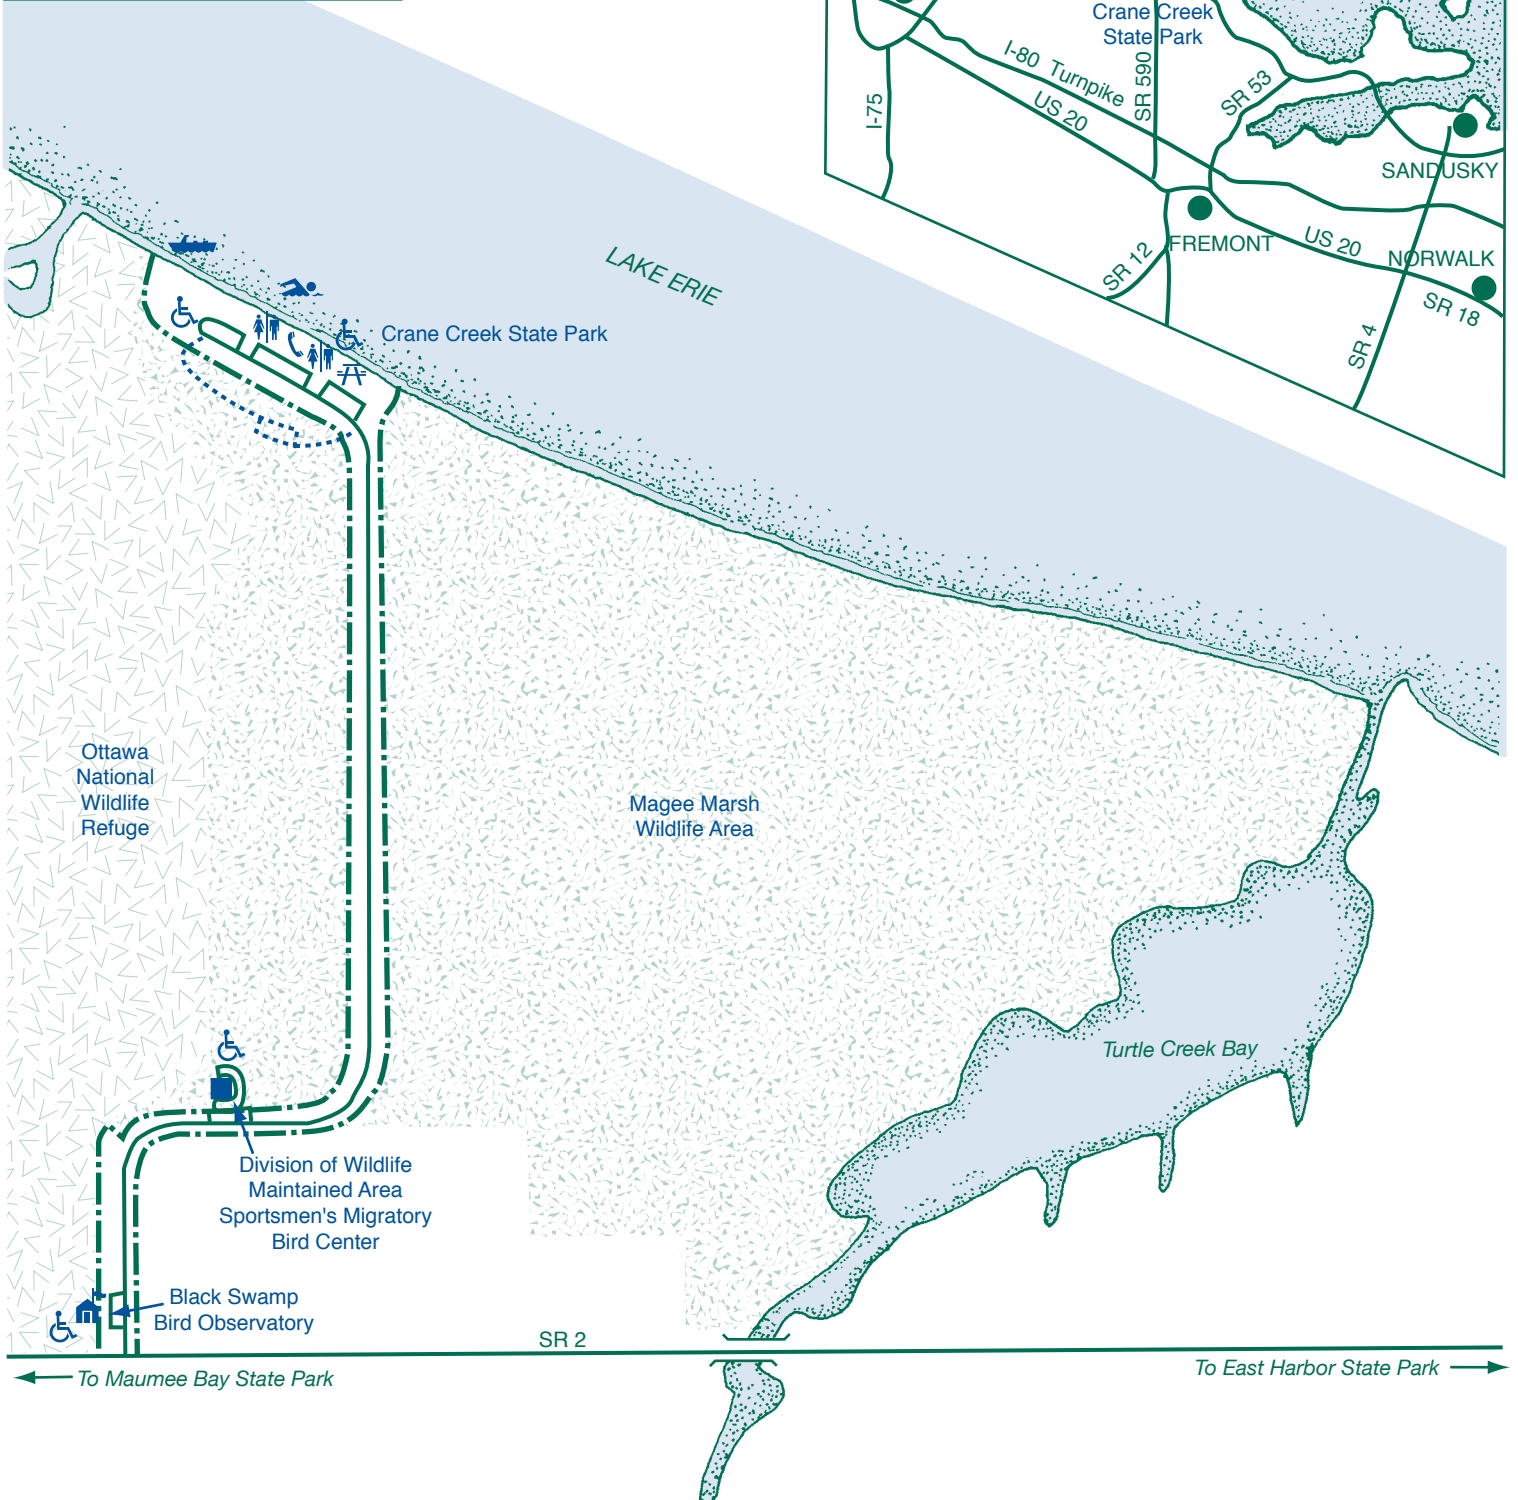 Crane Creek
State Park
I-80 Turnpike
SR 590
SR 53
I-75
US 20
SANDUSKY
FREMONT
US 20
NORWALK
SR 12
SR 18
SR 4
LAKE ERIE
Crane Creek State Park
Ottawa
National
Wildlife
Refuge
Magee Marsh
Wildlife Area
Turtle Creek Bay
Division of Wildlife
Maintained Area
Sportsmen's Migratory
Bird Center
Black Swamp
Bird Observatory
SR 2
To Maumee Bay State Park
To East Harbor State Park